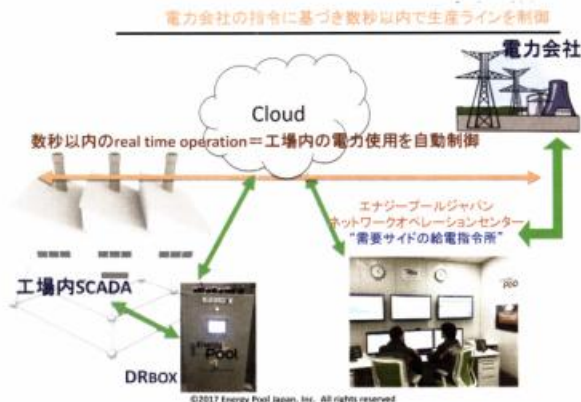 電力会社の指令に基づき数秒以内で生産ラインを制御
電力会社
Cloud
数秒以内のreal time operation＝工場内の電力使用を自動制御
エナジープールジャパン
ネットワークオペレーションセンター
“需要サイドの給電指令所”
工場内SCADA
Energy
Pool
DRBOX
©2017 Energy Pool Japan, Inc. All rights reserved